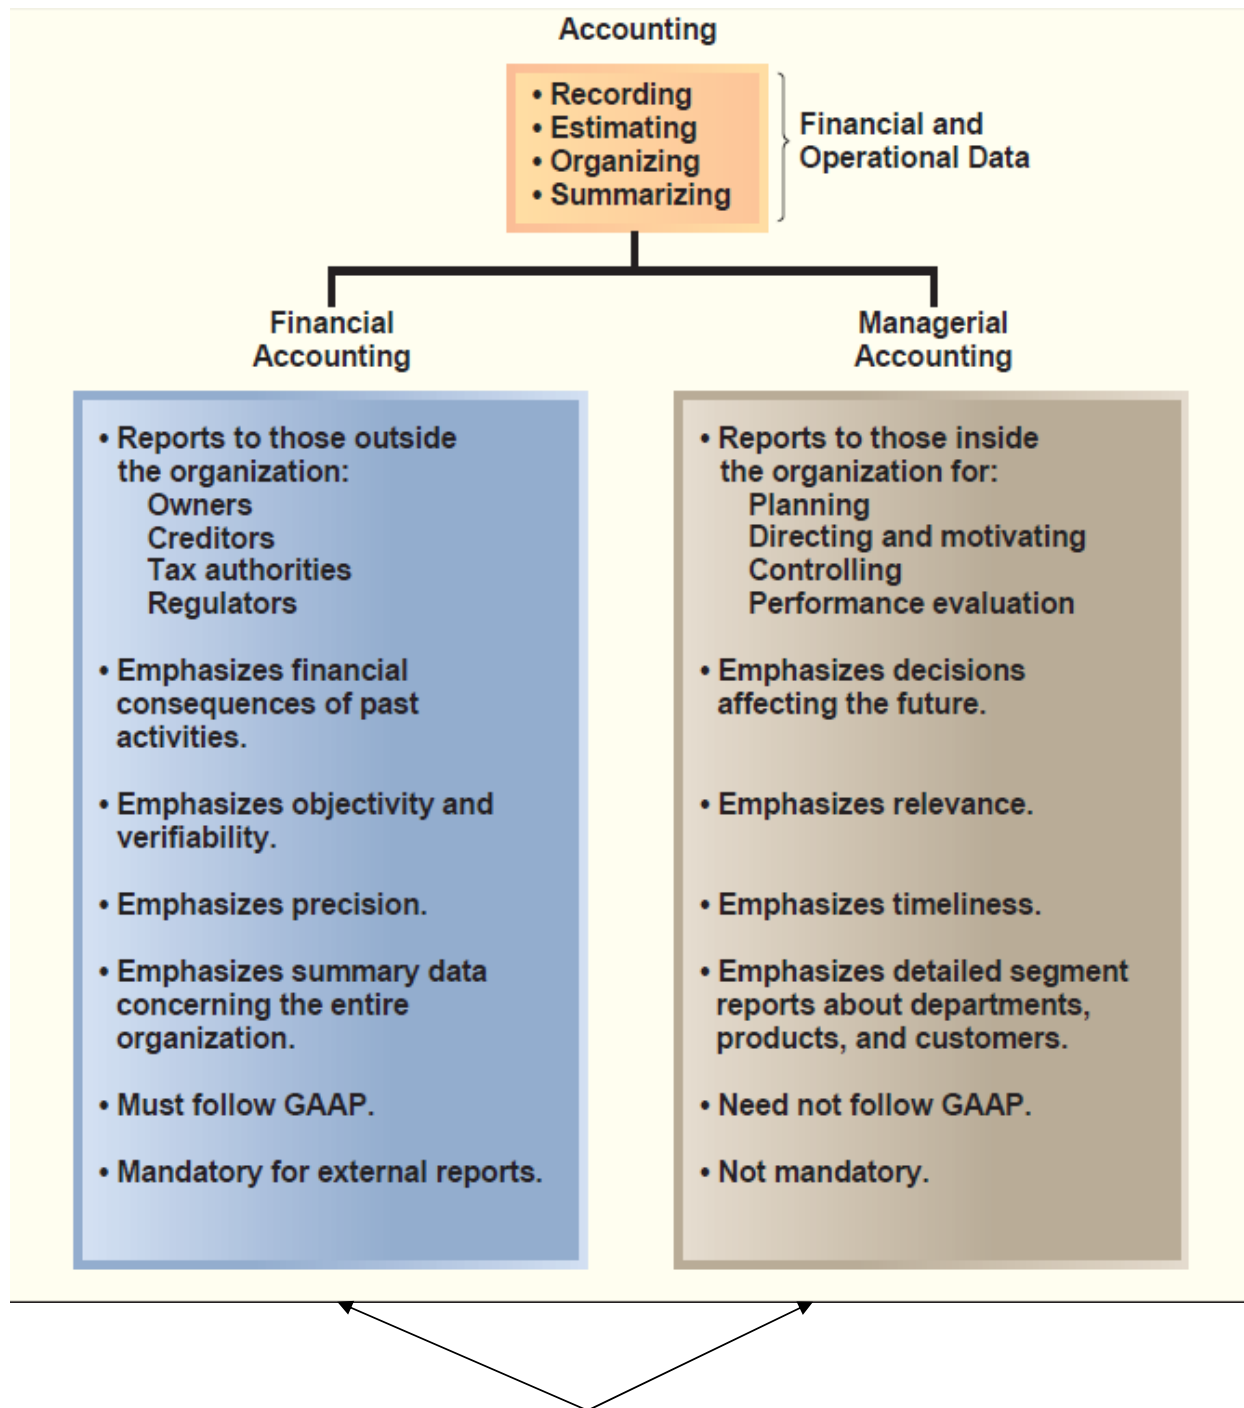 Accounting
• Recording
• Estimating
• Organizing
• Summarizing
Financial and
Operational Data
Financial
Accounting
• Reports to those outside
the organization:
Owners
Creditors
Tax authorities
Regulators
• Emphasizes financial
consequences of past
activities.
• Emphasizes objectivity and
verifiability.
• Emphasizes precision.
• Emphasizes summary data
concerning the entire
organization.
• Must follow GAAP.
• Mandatory for external reports.
Managerial
Accounting
• Reports to those inside
the organization for:
Planning
Directing and motivating
Controlling
Performance evaluation
• Emphasizes decisions
affecting the future.
• Emphasizes relevance.
• Emphasizes timeliness.
• Emphasizes detailed segment
reports about departments,
products, and customers.
• Need not follow GAAP.
• Not mandatory.